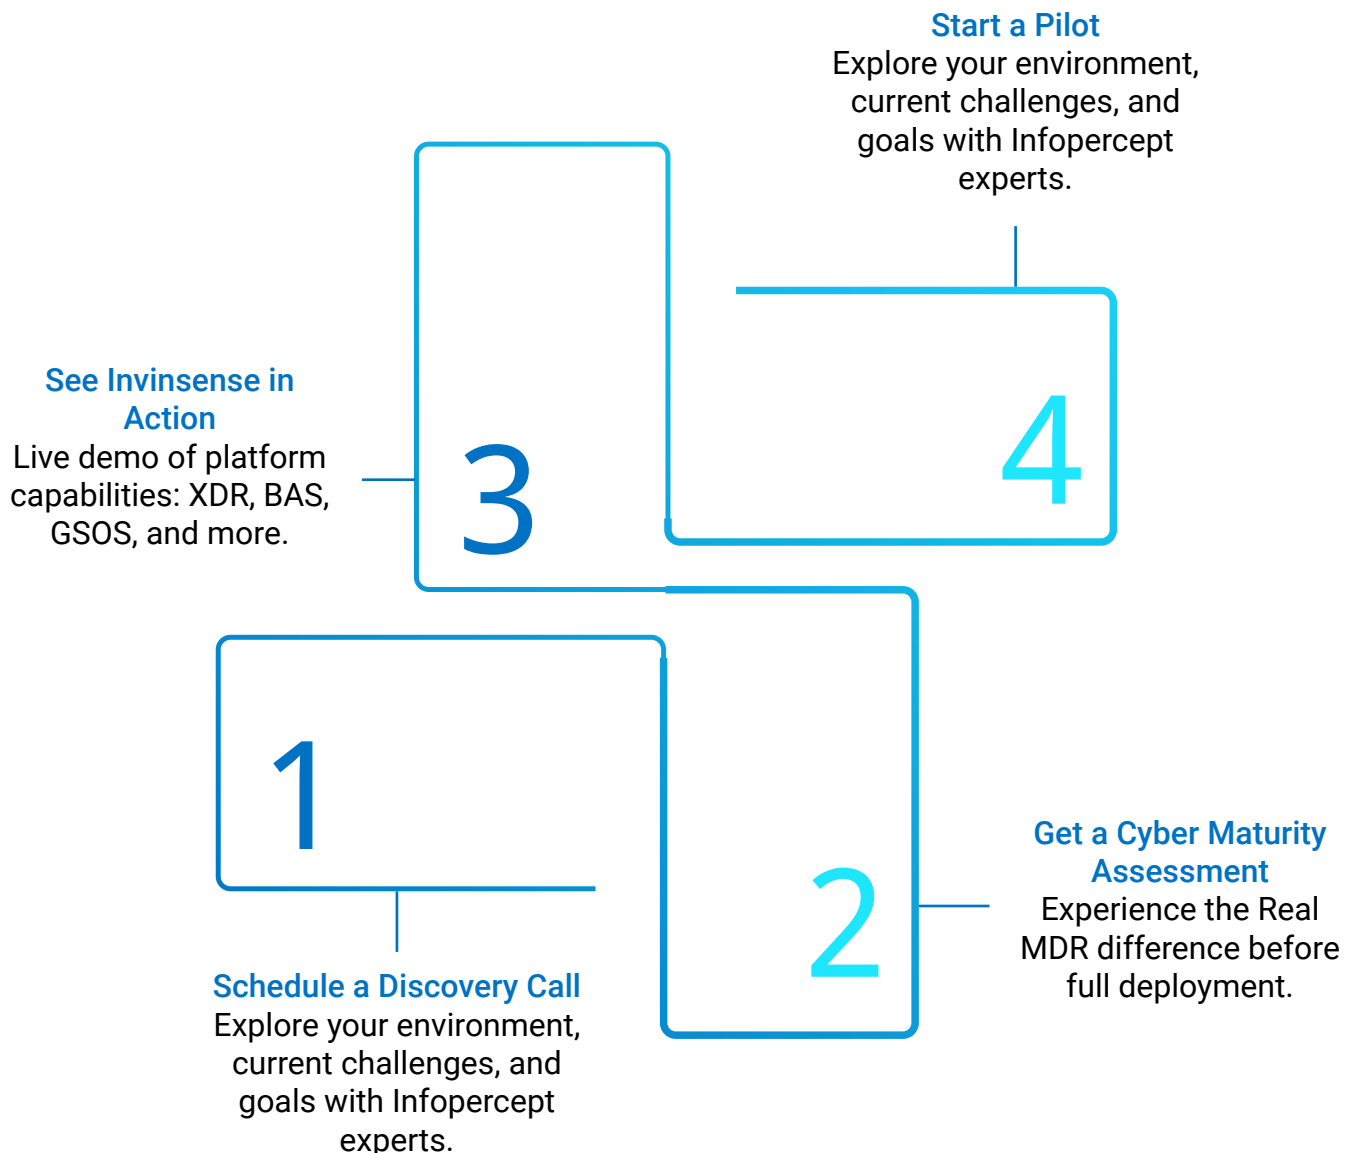 Start a Pilot
Explore your environment,
current challenges, and
goals with Infopercept
experts.
See Invinsense in
Action
Live demo of platform
capabilities: XDR, BAS,
GSOS, and more.
3
4
1
2
Get a Cyber Maturity
Assessment
Experience the Real
MDR difference before
full deployment.
Schedule a Discovery Call
Explore your environment,
current challenges, and
goals with Infopercept
experts.